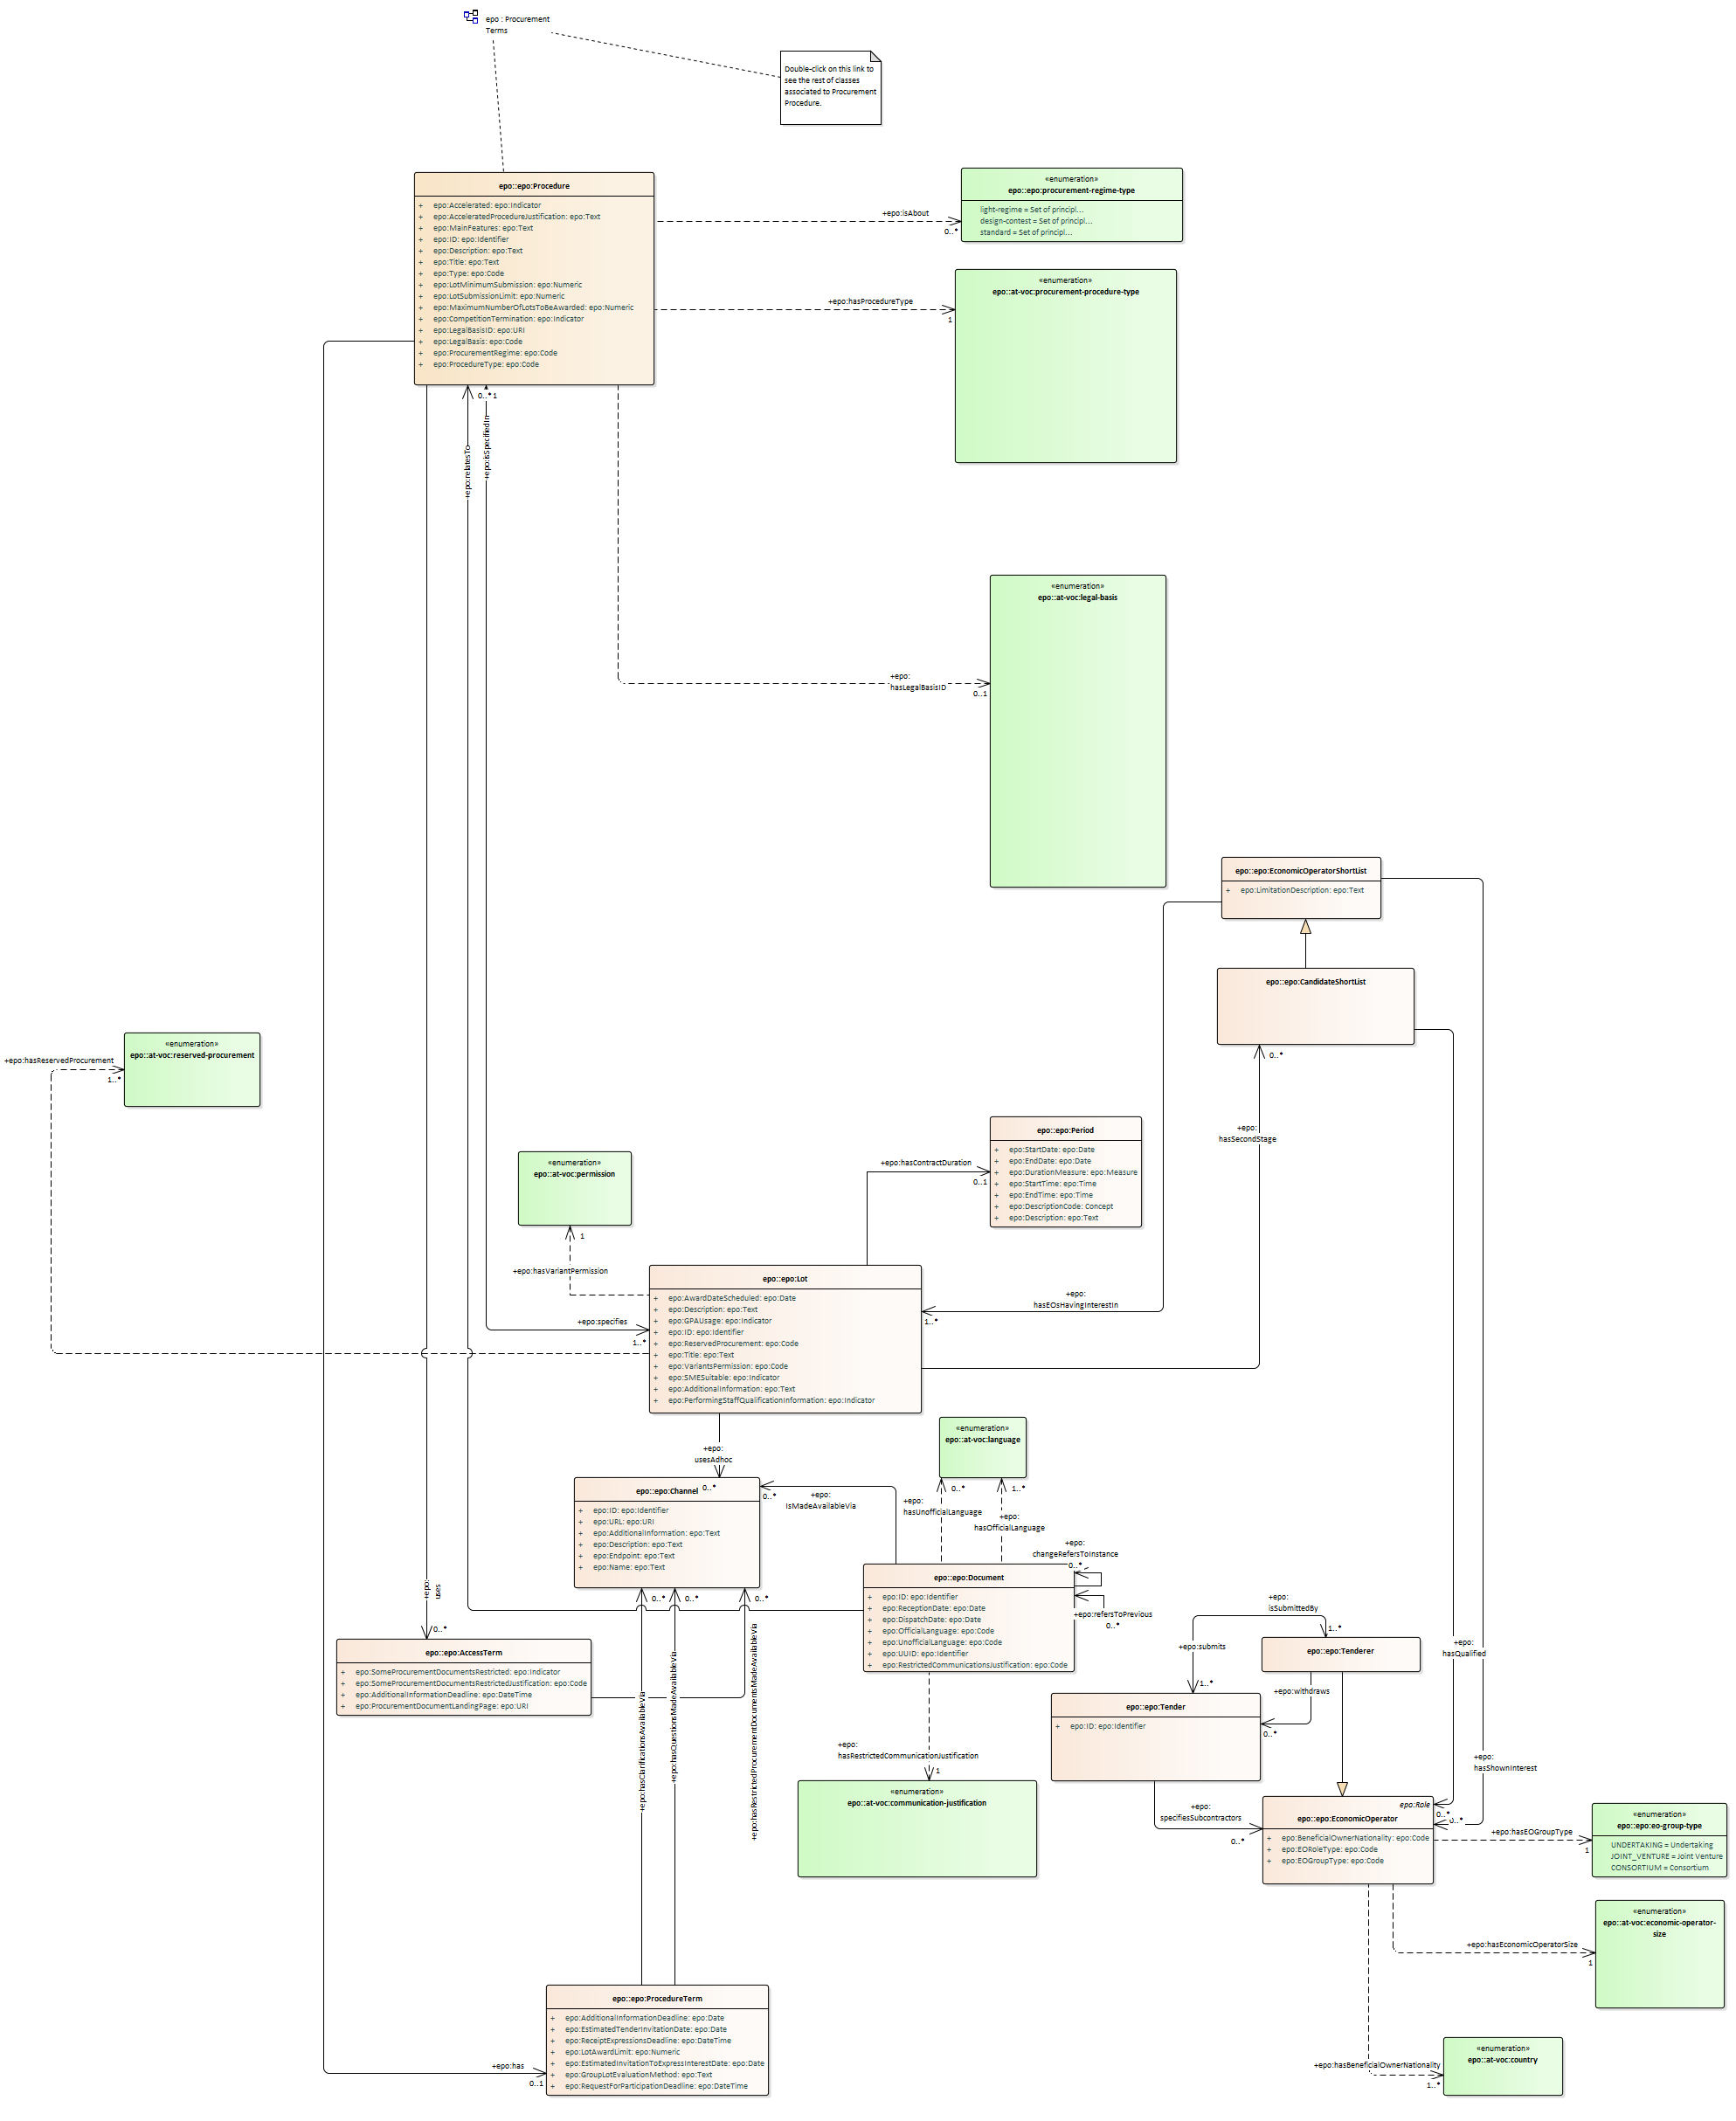 epo : Procurement
Terms
Double-click on this link to
see the rest of classes
associated to Procurement
Procedure.
epo::epo:Procedure
+ epo:Accelerated: epo:Indicator
+ epo:AcceleratedProcedureJustification: epo:Text
+ epo:MainFeatures: epo:Text
+ epo:ID: epo:Identifier
+ epo:Description: epo:Text
+ epo:Title: epo:Text
+ epo:Type: epo:Code
+ epo:LotMinimumSubmission: epo:Numeric
+ epo:LotSubmissionLimit: epo:Numeric
+ epo:MaximumNumberOfLotsToBeAwarded: epo:Numeric
+ epo:CompetitionTermination: epo:Indicator
+ epo:LegalBasisID: epo:URI
+ epo:LegalBasis: epo:Code
+ epo:ProcurementRegime: epo:Code
+ epo:ProcedureType: epo:Code
+epo:isAbout
0..*
«enumeration»
epo::epo:procurement-regime-type
light-regime = Set of principl...
design-contest = Set of principl...
standard = Set of principl...
+epo:hasProcedureType
1
«enumeration»
epo::at-voc:procurement-procedure-type
0..*
1
+epo:relatesTo
+epo:isSpecifiedIn
«enumeration»
epo::at-voc:legal-basis
+epo:
hasLegalBasisID
0..1
epo::epo:EconomicOperatorShortList
+ epo:LimitationDescription: epo:Text
epo::epo:CandidateShortList
0..*
+epo:hasReservedProcurement
1..*
«enumeration»
epo::at-voc:reserved-procurement
+epo:
hasSecondStage
epo::epo:Period
+ epo:StartDate: epo:Date
+ epo:EndDate: epo:Date
+ epo:DurationMeasure: epo:Measure
+ epo:StartTime: epo:Time
+ epo:EndTime: epo:Time
+ epo:DescriptionCode: Concept
+ epo:Description: epo:Text
+epo:hasContractDuration
0..1
«enumeration»
epo::at-voc:permission
1
+epo:hasVariantPermission
epo::epo:Lot
+ epo:AwardDateScheduled: epo:Date
+ epo:Description: epo:Text
+ epo:GPAUsage: epo:Indicator
+ epo:ID: epo:Identifier
+ epo:ReservedProcurement: epo:Code
+ epo:Title: epo:Text
+ epo:VariantsPermission: epo:Code
+ epo:SMESuitable: epo:Indicator
+ epo:AdditionalInformation: epo:Text
+ epo:PerformingStaffQualificationInformation: epo:Indicator
+epo:
hasEOsHavingInterestIn
1..*
+epo:specifies
1..*
+epo:
usesAdhoc
0..*
epo::epo:Channel
+ epo:ID: epo:Identifier
+ epo:URL: epo:URI
+ epo:AdditionalInformation: epo:Text
+ epo:Description: epo:Text
+ epo:Endpoint: epo:Text
+ epo:Name: epo:Text
0..*
+epo:
IsMadeAvailableVia
«enumeration»
epo::at-voc:language
0..*
1..*
+epo:
hasUnofficialLanguage
+epo:
hasOfficialLanguage
+epo:
changeRefersToInstance
0..*
epo::epo:Document
+ epo:ID: epo:Identifier
+ epo:ReceptionDate: epo:Date
+ epo:DispatchDate: epo:Date
+ epo:OfficialLanguage: epo:Code
+ epo:UnofficialLanguage: epo:Code
+ epo:UUID: epo:Identifier
+ epo:RestrictedCommunicationsJustification: epo:Code
+epo:refersToPrevious
0..*
+epo:
uses
0..*
0..*
0..*
0..*
epo::epo:AccessTerm
+ epo:SomeProcurementDocumentsRestricted: epo:Indicator
+ epo:SomeProcurementDocumentsRestrictedJustification: epo:Code
+ epo:AdditionalInformationDeadline: epo:DateTime
+ epo:ProcurementDocumentLandingPage: epo:URI
+epo:hasClarificationsAvailableVia
+epo:hasQuestionsMadeAvailableVia
+epo:hasRestrictedProcurementDocumentsMadeAvailableVia
+epo:
isSubmittedBy
1..*
+epo:submits
1..*
epo::epo:Tenderer
+epo:withdraws
0..*
epo::epo:Tender
+ epo:ID: epo:Identifier
+epo:
hasQualified
+epo:
hasShownInterest
+epo:
hasRestrictedCommunicationJustification
1
«enumeration»
epo::at-voc:communication-justification
+epo:
specifiesSubcontractors
0..*
epo:Role
epo::epo:EconomicOperator
+ epo:BeneficialOwnerNationality: epo:Code
+ epo:EORoleType: epo:Code
+ epo:EOGroupType: epo:Code
0..*
0..*
+epo:hasEOGroupType
1
«enumeration»
epo::epo:eo-group-type
UNDERTAKING = Undertaking
JOINT_VENTURE = Joint Venture
CONSORTIUM = Consortium
«enumeration»
epo::at-voc:economic-operator-
size
+epo:hasEconomicOperatorSize
1
epo::epo:ProcedureTerm
+ epo:AdditionalInformationDeadline: epo:Date
+ epo:EstimatedTenderInvitationDate: epo:Date
+ epo:ReceiptExpressionsDeadline: epo:DateTime
+ epo:LotAwardLimit: epo:Numeric
+ epo:EstimatedInvitationToExpressInterestDate: epo:Date
+ epo:GroupLotEvaluationMethod: epo:Text
+ epo:RequestForParticipationDeadline: epo:DateTime
+epo:has
0..1
+epo:hasBeneficialOwnerNationality
1..*
«enumeration»
epo::at-voc:country